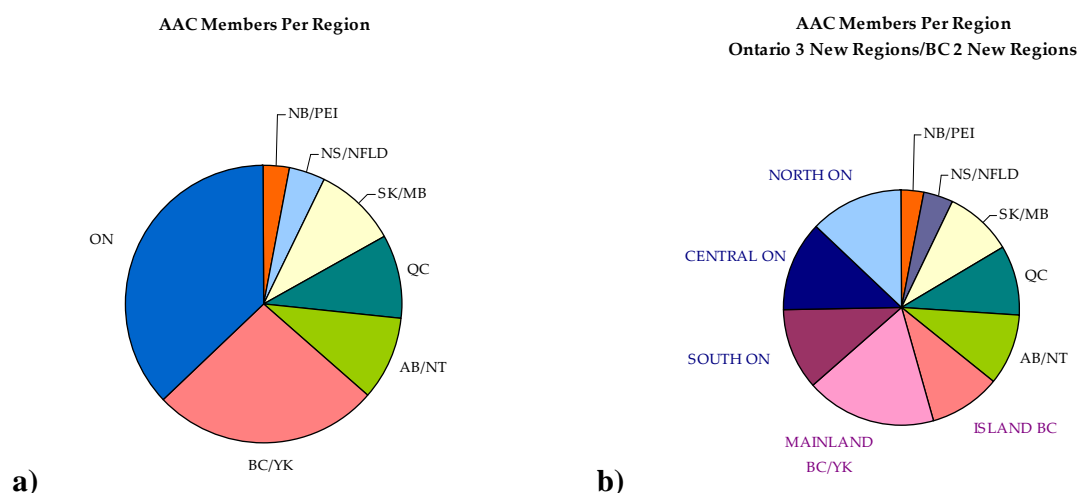 AAC Members Per Region
NB/PEI
NS/NFLD
SK/MB
ON
QC
AB/NT
BC/YK
a)
AAC Members Per Region
Ontario 3 New Regions/BC 2 New Regions
NB/PEI
NORTH ON
NS/NFLD
SK/MB
CENTRAL ON
QC
SOUTH ON
AB/NT
ISLAND BC
MAINLAND
BC/YK
b)